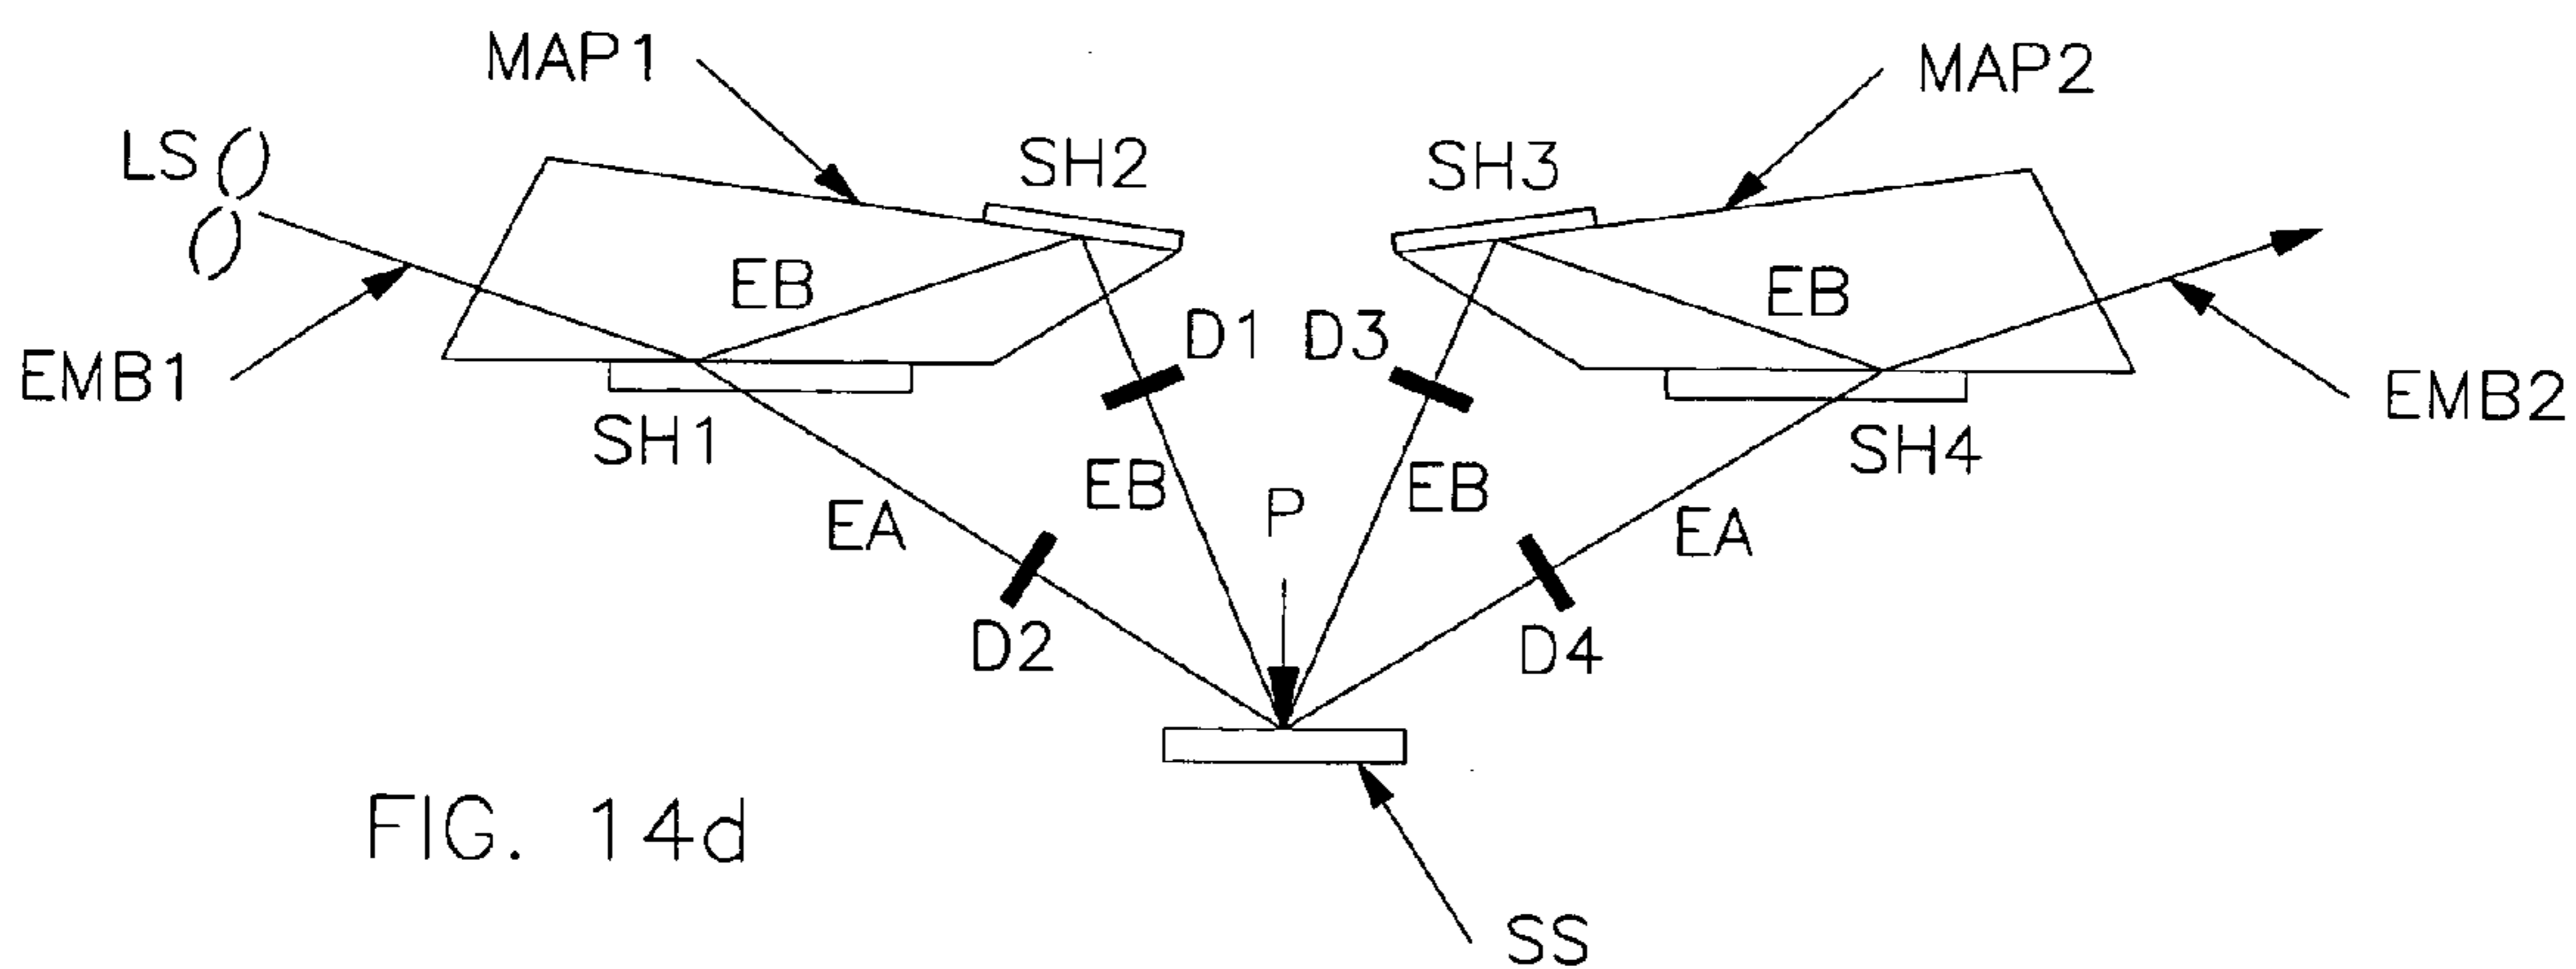 MAP1
MAP2
LS
SH2
SH3
EB
EB
D1
D3
EMB1
EMB2
SH1
SH4
EB
EB
P
EA
EA
D2
D4
FIG. 14d
SS